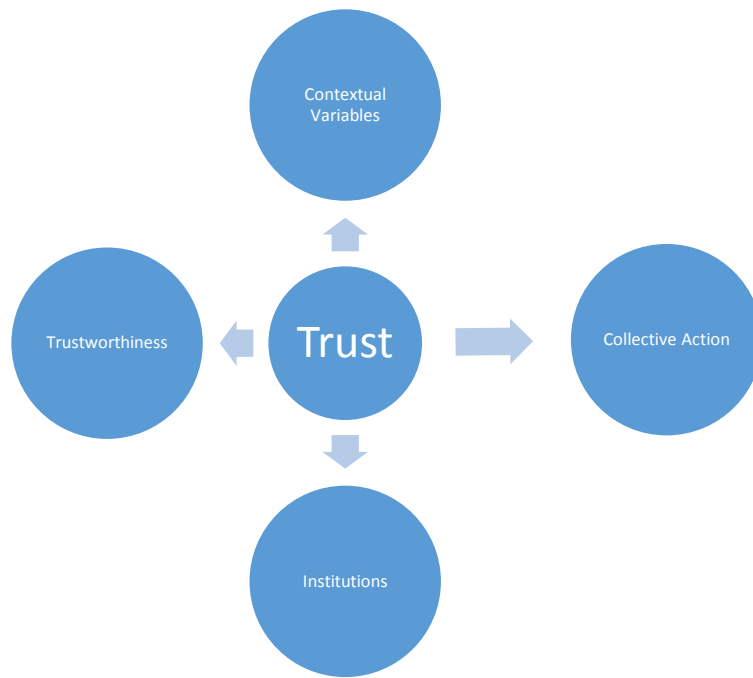 Contextual
Variables
Trustworthiness
Trust
Collective Action
Institutions